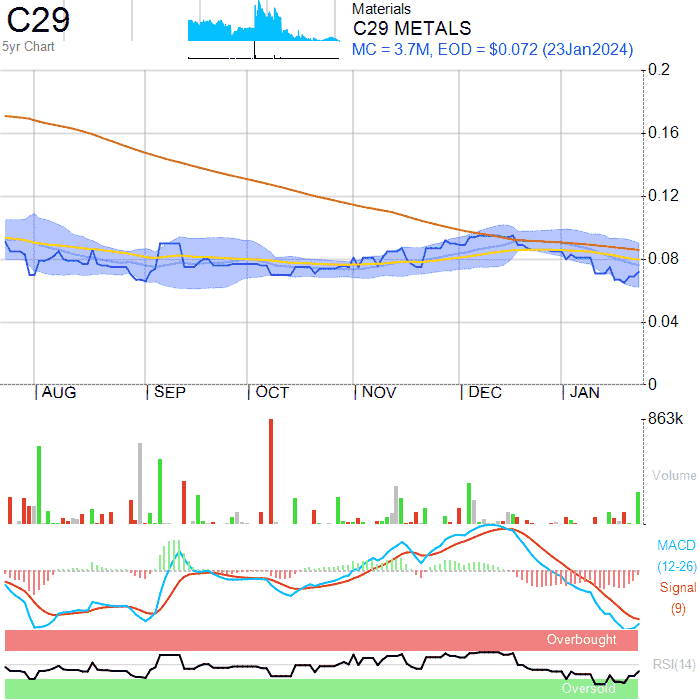 C29
5yr Chart
Materials
C29 METALS
MC = 3.7M, EOD = $0.072 (23Jan2024)
0.2
0.16
0.12
0.08
0.04
0
AUG SEP OCT NOV DEC JAN
863k
Volume
MACD
(12-26)
Signal
(9)
Overbought
RSI(14)
Oversold